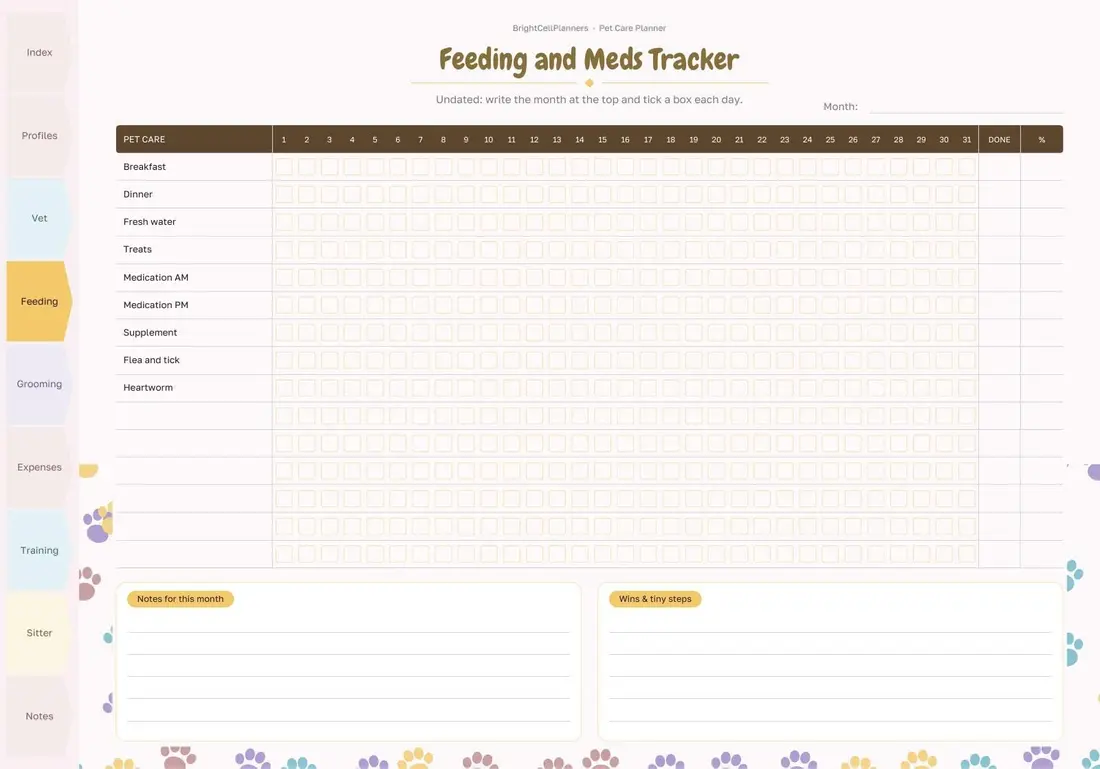 BrightCellPlanners · Pet Care Planner
Feeding and Meds Tracker
Undated: write the month at the top and tick a box each day.
Month:
Index
Profiles
Vet
Feeding
Grooming
Expenses
Training
Sitter
Notes
PET CARE 1 2 3 4 5 6 7 8 9 10 11 12 13 14 15 16 17 18 19 20 21 22 23 24 25 26 27 28 29 30 31 DONE %
Breakfast
Dinner
Fresh water
Treats
Medication AM
Medication PM
Supplement
Flea and tick
Heartworm
Notes for this month
Wins & tiny steps